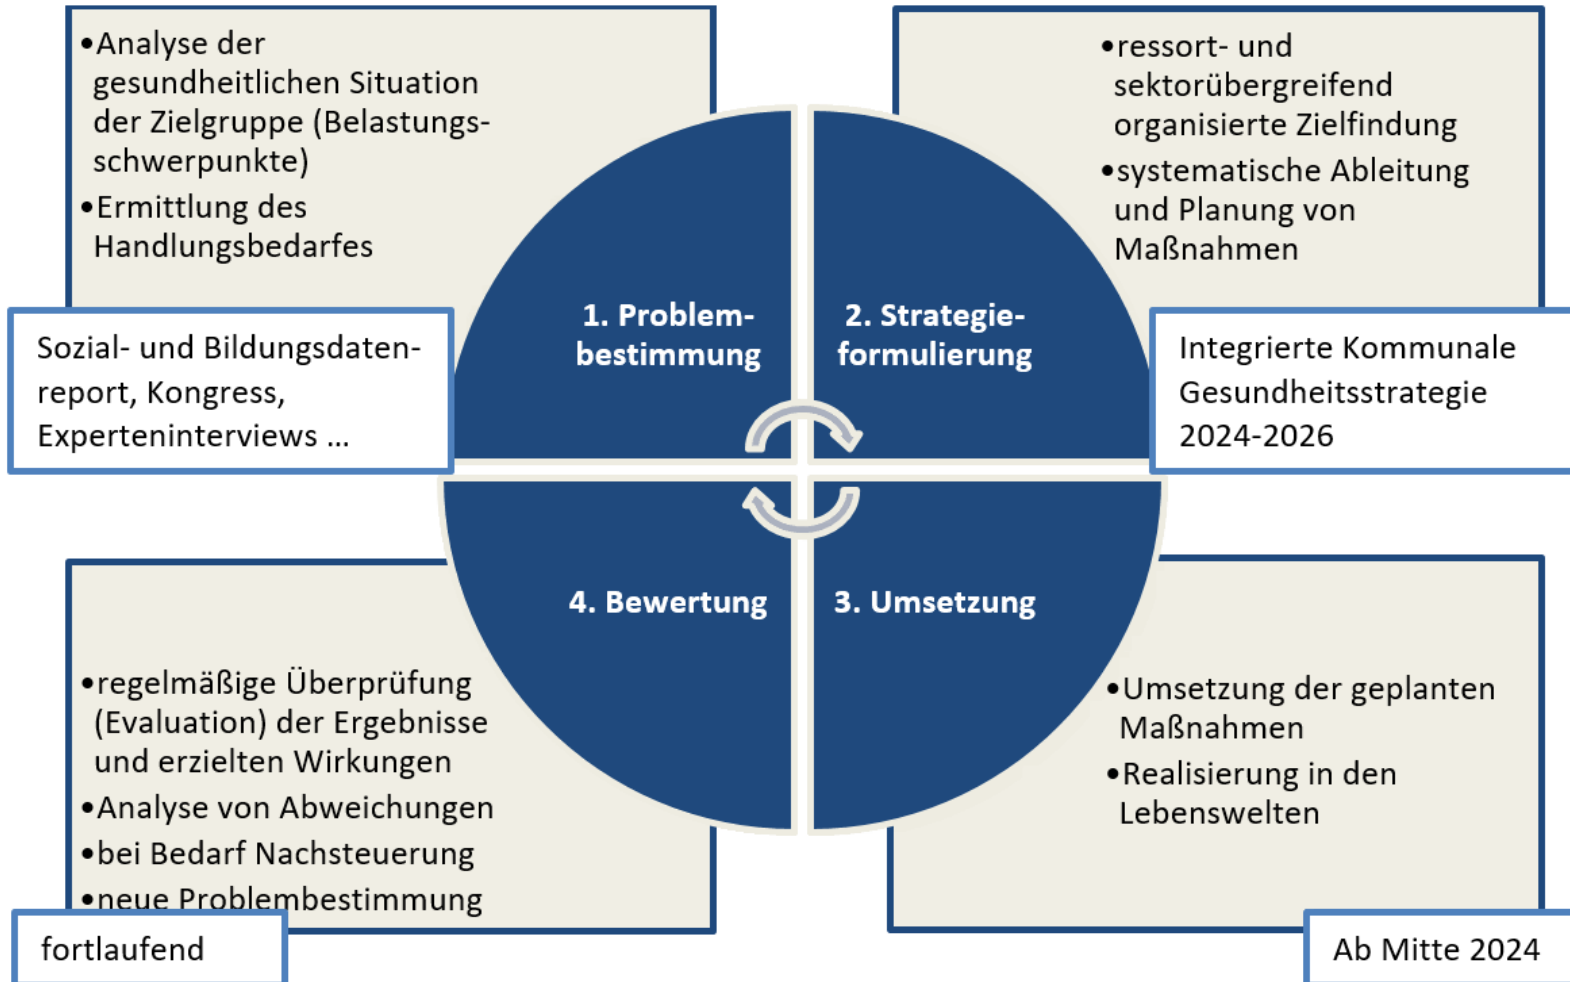 •Analyse der
gesundheitlichen Situation
der Zielgruppe (Belastungs-
schwerpunkte)
•Ermittlung des
Handlungsbedarfes
Sozial- und Bildungsdaten-
report, Kongress,
Experteninterviews ...
1. Problem-
bestimmung
2. Strategie-
formulierung
•ressort- und
sektorübergreifend
organisierte Zielfindung
•systematische Ableitung
und Planung von
Maßnahmen
Integrierte Kommunale
Gesundheitsstrategie
2024-2026
4. Bewertung
3. Umsetzung
•regelmäßige Überprüfung
(Evaluation) der Ergebnisse
und erzielten Wirkungen
•Analyse von Abweichungen
•bei Bedarf Nachsteuerung
•neue Problembestimmung
fortlaufend
•Umsetzung der geplanten
Maßnahmen
•Realisierung in den
Lebenswelten
Ab Mitte 2024